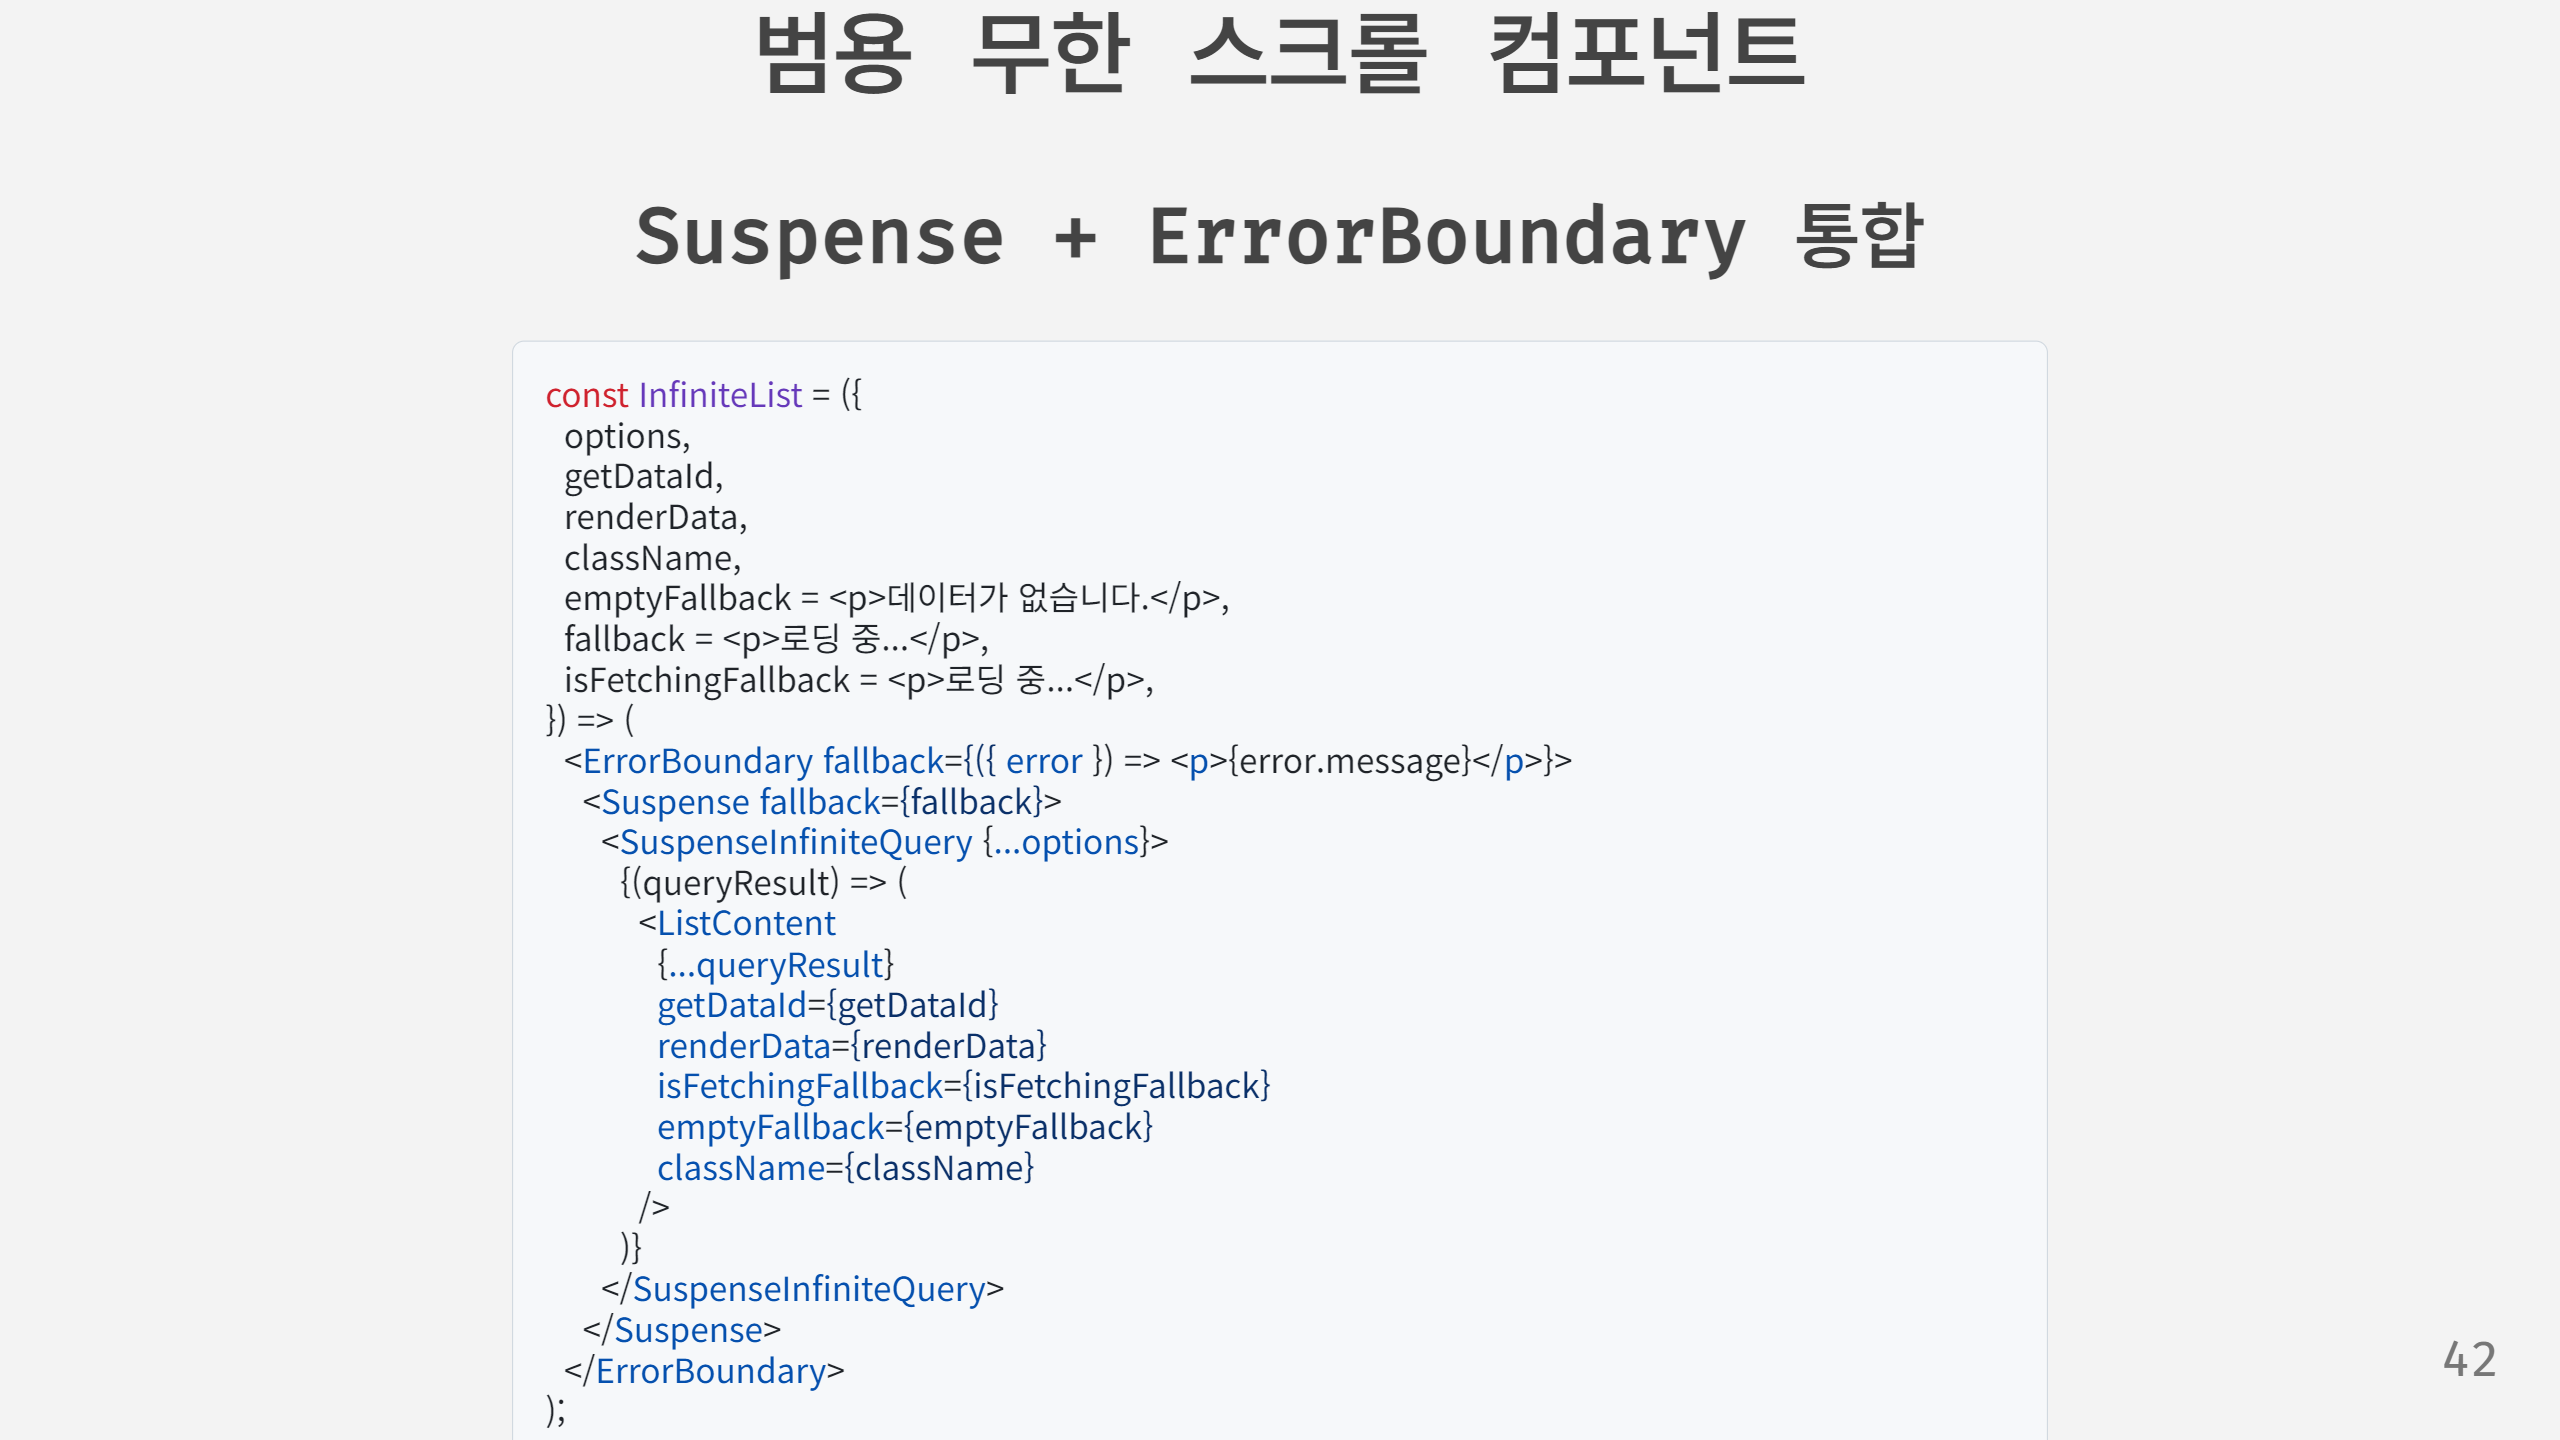 범용 무한 스크롤 컴포넌트
Suspense + ErrorBoundary 통합
const InfiniteList = ({
  options,
  getDataId,
  renderData,
  className,
  emptyFallback = <p>데이터가 없습니다.</p>,
  fallback = <p>로딩 중...</p>,
  isFetchingFallback = <p>로딩 중...</p>,
}) => (
  <ErrorBoundary fallback={({ error }) => <p>{error.message}</p>}>
    <Suspense fallback={fallback}>
      <SuspenseInfiniteQuery {...options}>
        {(queryResult) => (
          <ListContent
            {...queryResult}
            getDataId={getDataId}
            renderData={renderData}
            isFetchingFallback={isFetchingFallback}
            emptyFallback={emptyFallback}
            className={className}
          />
        )}
      </SuspenseInfiniteQuery>
    </Suspense>
  </ErrorBoundary>
);
42